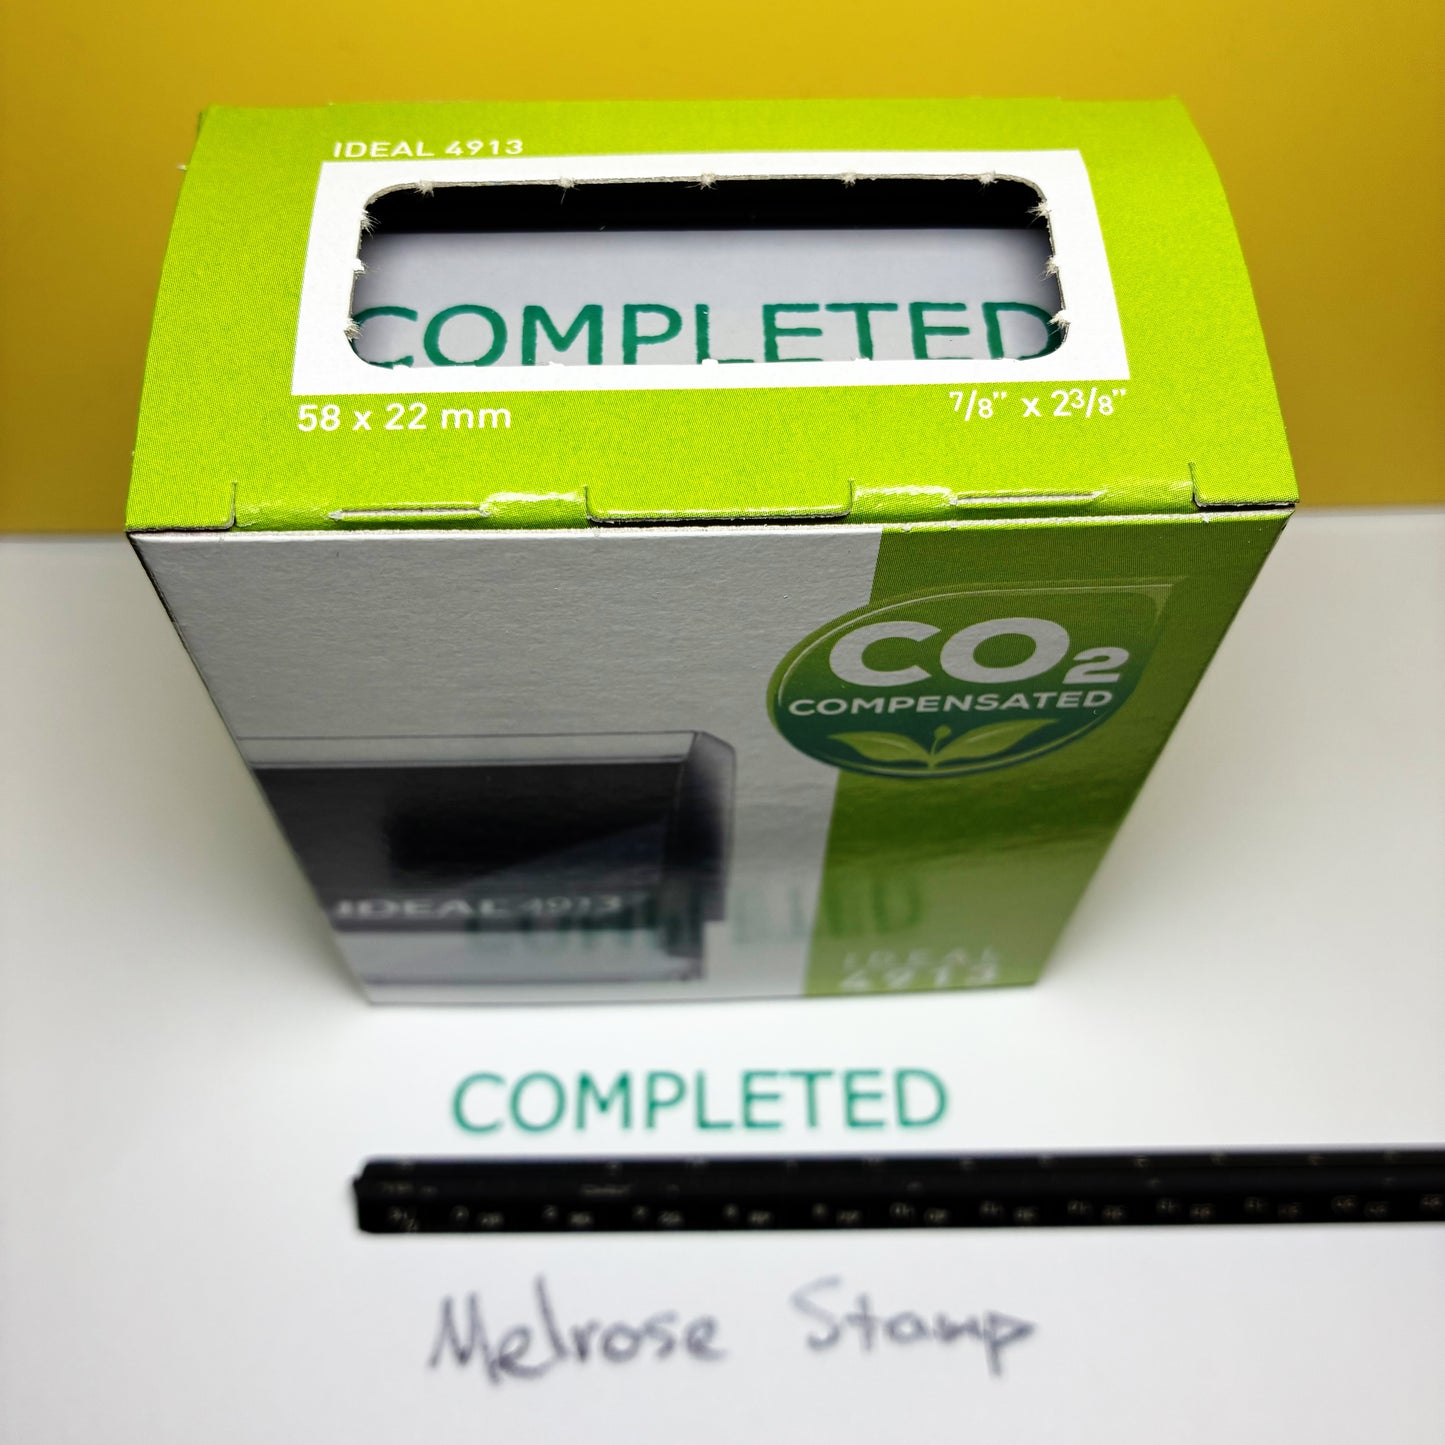 IDEAL 4913
COMPLETED
58 x 22 mm
7/8" x 2 3/8"
CO2
COMPENSATED
IDEAL 4913
COMPLETED
IDEAL
4913
COMPLETED
Melrose Stamp